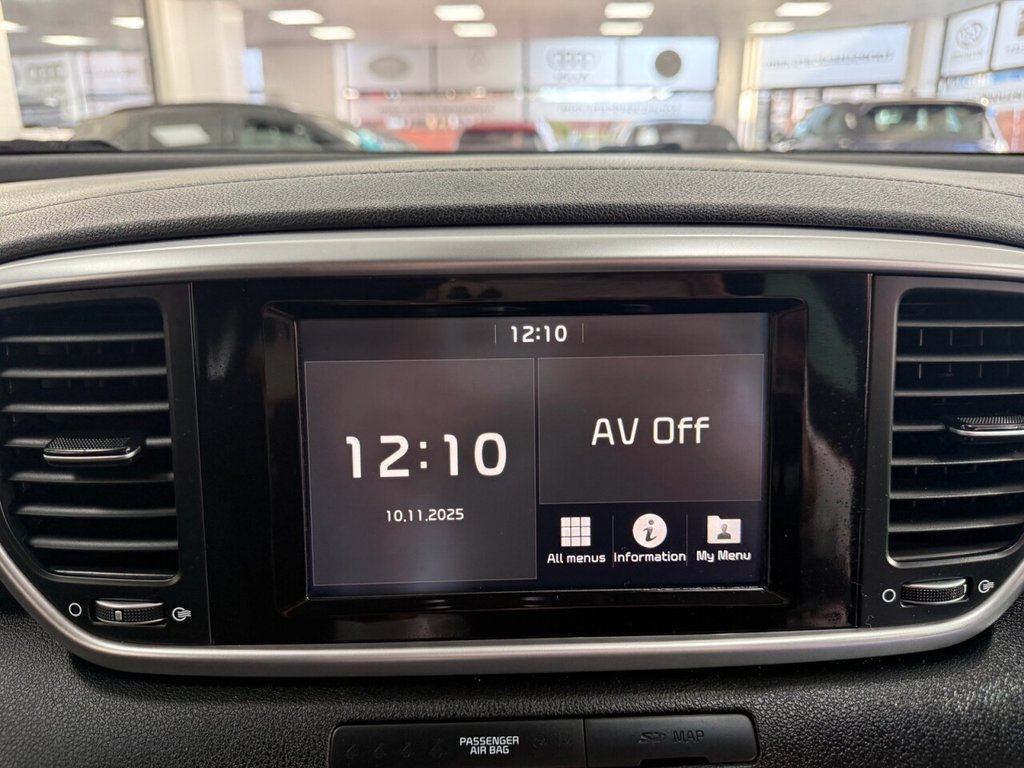 12:10
12:10
10.11.2025
AV Off
All menus
Information
My Menu
PASSENGER
AIR BAG
MAP